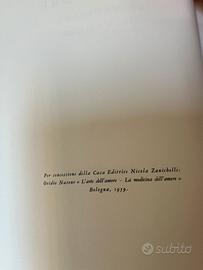 Per concessione della Casa Editrice Nicola Zanichelli:
Ovidio Nasone « L'arte dell'amore - La medicina dell'amore »
Bologna, 1959.
subito